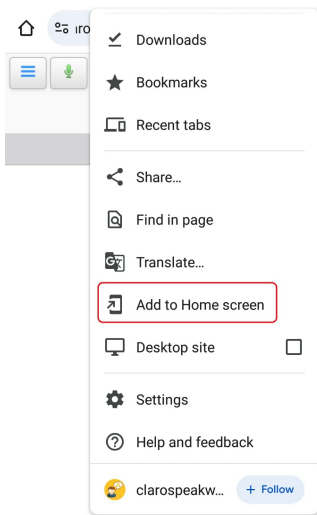 Downloads
Bookmarks
Recent tabs
Share...
Find in page
Translate...
Add to Home screen
Desktop site
Settings
Help and feedback
clarospeakw... + Follow